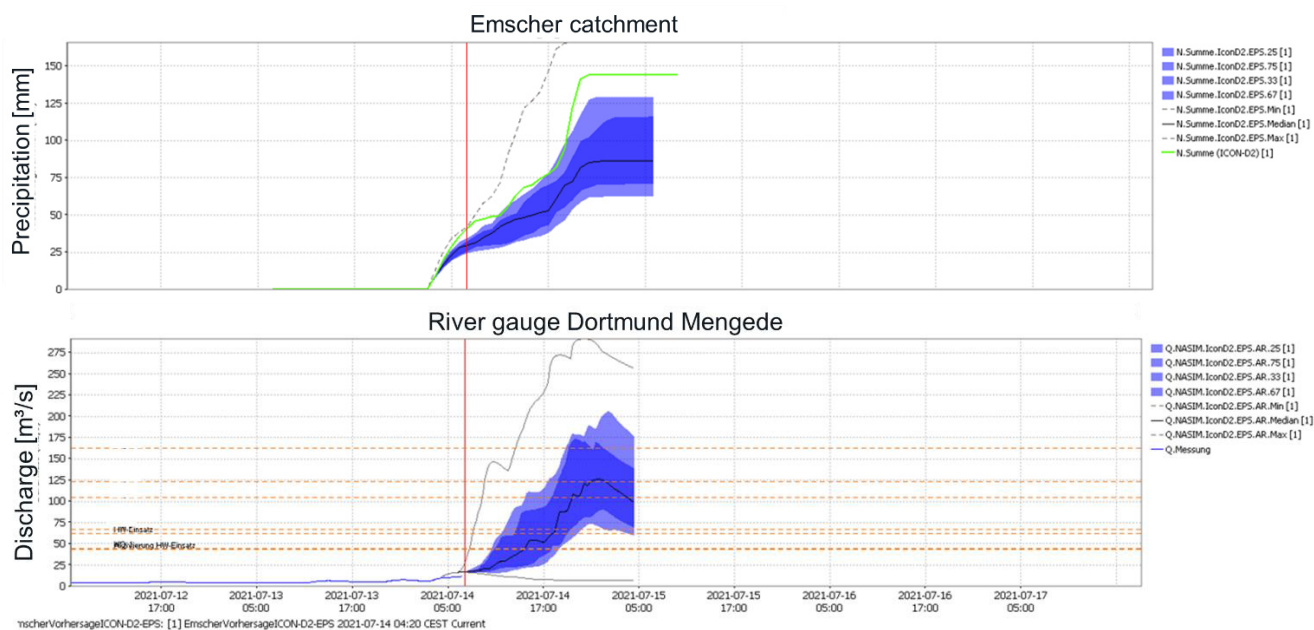 Emscher catchment
Precipitation [mm]
150
125
100
75
50
25
0
N.Summe.IconD2.EPS.25 [1]
N.Summe.IconD2.EPS.75 [1]
N.Summe.IconD2.EPS.33 [1]
N.Summe.IconD2.EPS.67 [1]
N.Summe.IconD2.EPS.Min [1]
N.Summe.IconD2.EPS.Median [1]
N.Summe.IconD2.EPS.Max [1]
N.Summe (ICON-D2) [1]
River gauge Dortmund Mengede
Discharge [m³/s]
275
250
225
200
175
150
125
100
75
50
25
0
HW-Einsatz
HW-Einsatz
Q.NASIM.IconD2.EPS.AR.25 [1]
Q.NASIM.IconD2.EPS.AR.75 [1]
Q.NASIM.IconD2.EPS.AR.33 [1]
Q.NASIM.IconD2.EPS.AR.67 [1]
Q.NASIM.IconD2.EPS.AR.Min [1]
Q.NASIM.IconD2.EPS.AR.Median [1]
Q.NASIM.IconD2.EPS.AR.Max [1]
Q.Messung
2021-07-12 2021-07-13 2021-07-13 2021-07-14 2021-07-14 2021-07-15 2021-07-15 2021-07-16 2021-07-16 2021-07-17
17:00 05:00 17:00 05:00 17:00 05:00 17:00 05:00 17:00 05:00
mscherVorhersageICON-D2-EPS: [1] EmscherVorhersageICON-D2-EPS 2021-07-14 04:20 CEST Current